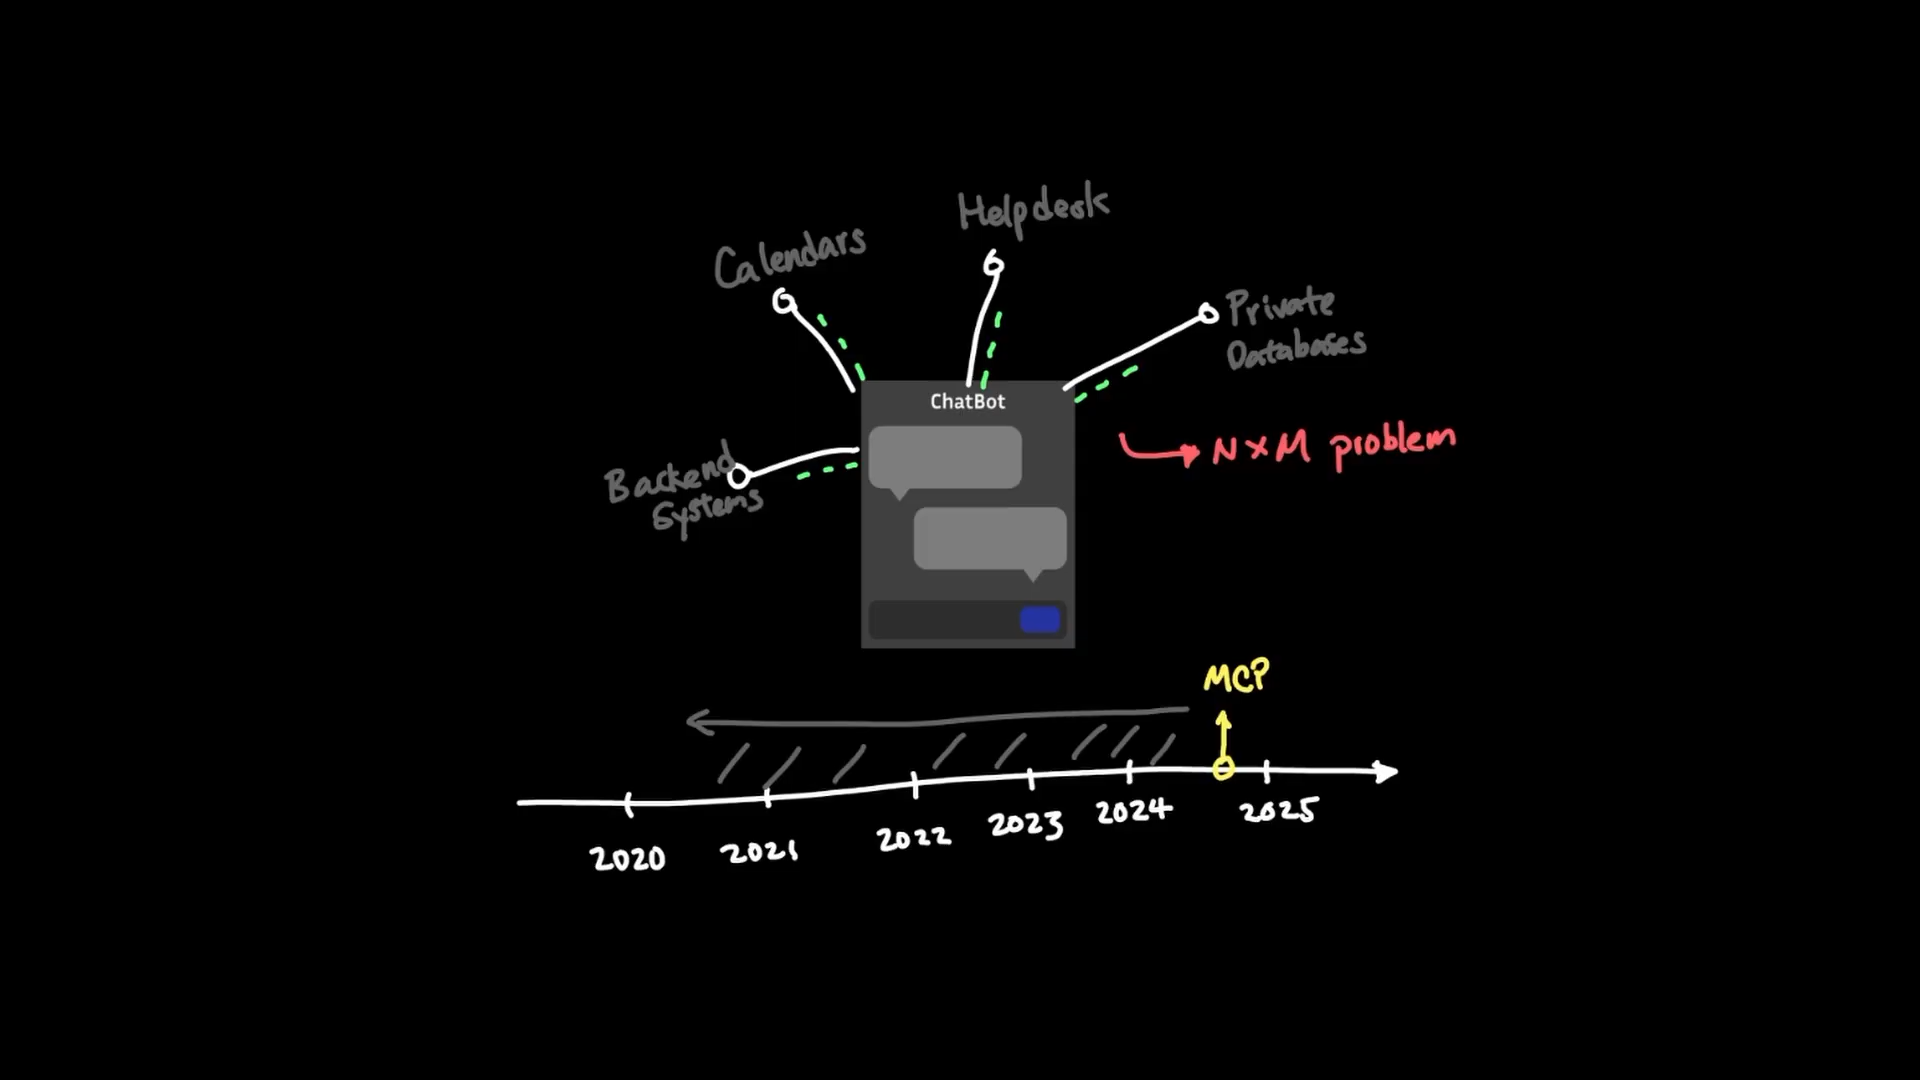 Helpdesk
Calendars
Private
Databases
ChatBot
N×M problem
Backend
Systems
MCP
2020
2021
2022
2023
2024
2025